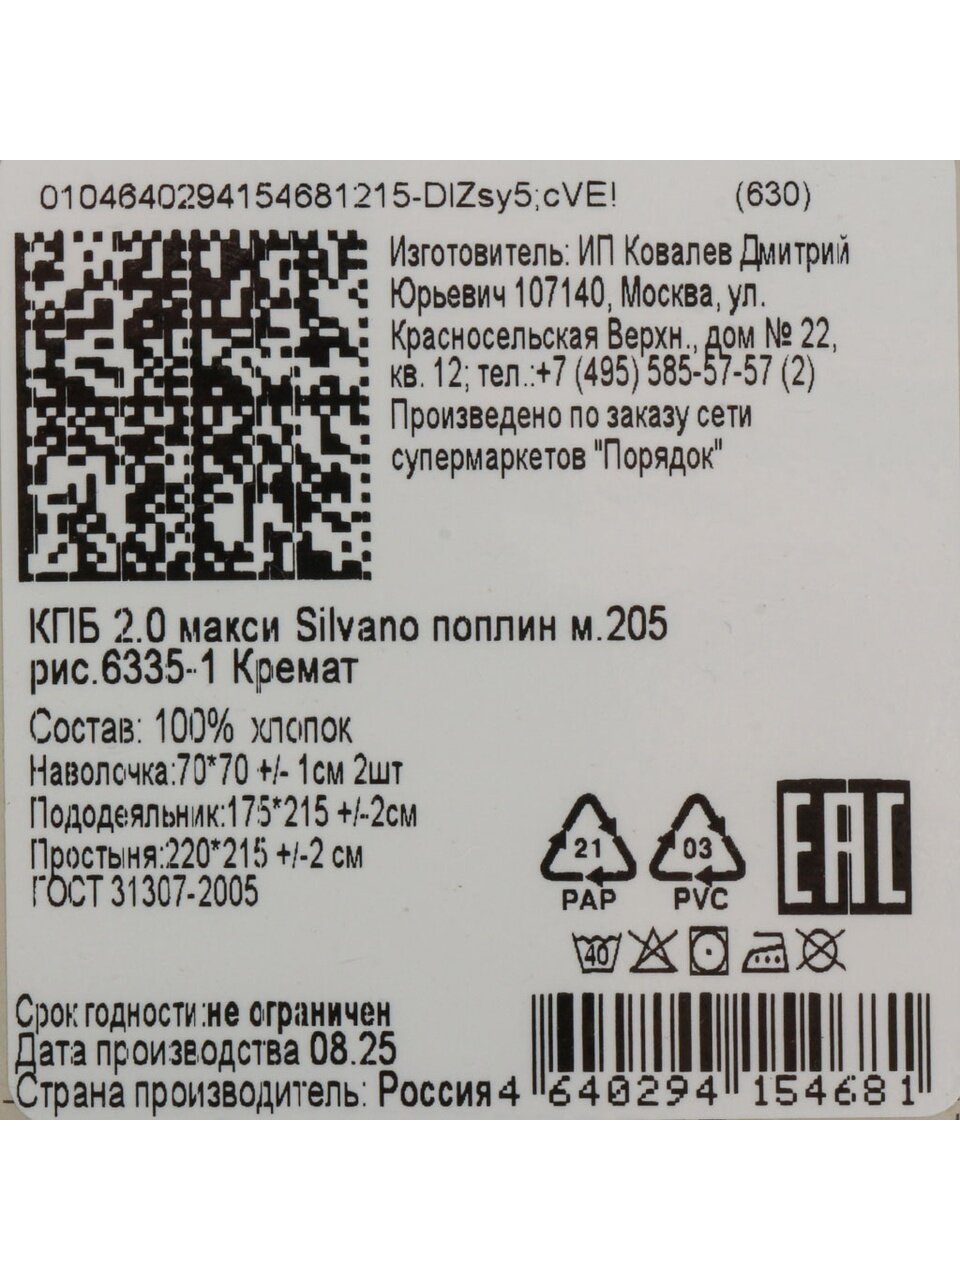 0104640294154681215-DIZsy5;cVE! (630)
Изготовитель: ИП Ковалев Дмитрий
Юрьевич 107140, Москва, ул.
Красносельская Верхн., дом № 22,
кв. 12; тел.:+7 (495) 585-57-57 (2)
Произведено по заказу сети
супермаркетов "Порядок"
КПБ 2.0 макси Silvano поплин м.205
рис.6335-1 Кремат
Состав: 100% хлопок
Наволочка:70*70 +/- 1см 2шт
Пододеяльник:175*215 +/-2см
Простыня:220*215 +/-2 см
ГОСТ 31307-2005
21
PAP
03
PVC
EAC
40
Срок годности:не ограничен
Дата производства 08.25
Страна производитель: Россия
4 640294 154681